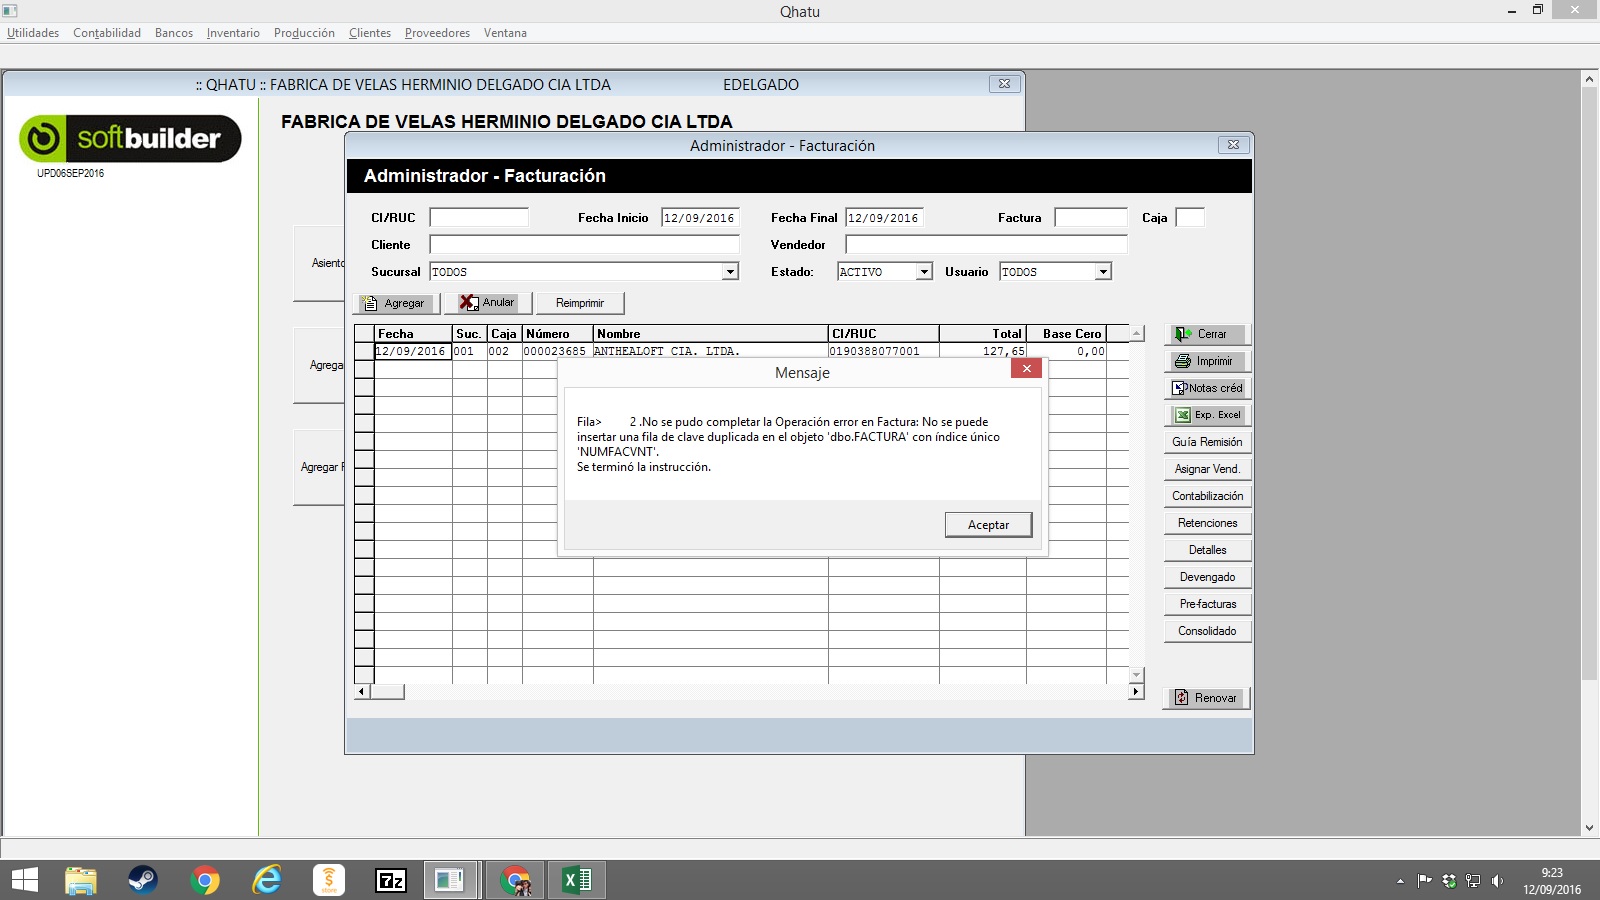 Qhatu
Utilidades Contabilidad Bancos Inventario Producción Clientes Proveedores Ventana
:: QHATU :: FABRICA DE VELAS HERMINIO DELGADO CIA LTDA EDELGADO
softbuilder
UPD06SEP2016
FABRICA DE VELAS HERMINIO DELGADO CIA LTDA
Asiento
Agrega
Agregar F
Administrador - Facturación
Administrador - Facturación
CI/RUC Fecha Inicio 12/09/2016 Fecha Final 12/09/2016 Factura Caja
Cliente Vendedor
Sucursal TODOS Estado: ACTIVO Usuario TODOS
Agregar Anular Reimprimir
Fecha Suc. Caja Número Nombre CI/RUC Total Base Cero
12/09/2016 001 002 000023685 ANTHEALOFT CIA. LTDA. 0190388077001 127,65 0,00
Mensaje
Fila> 2 .No se pudo completar la Operación error en Factura: No se puede
insertar una fila de clave duplicada en el objeto 'dbo.FACTURA' con índice único
'NUMFACVNT'.
Se terminó la instrucción.
Aceptar
Cerrar
Imprimir
Notas créd
Exp. Excel
Guía Remisión
Asignar Vend.
Contabilización
Retenciones
Detalles
Devengado
Pre-facturas
Consolidado
Renovar
store
7z
9:23
12/09/2016